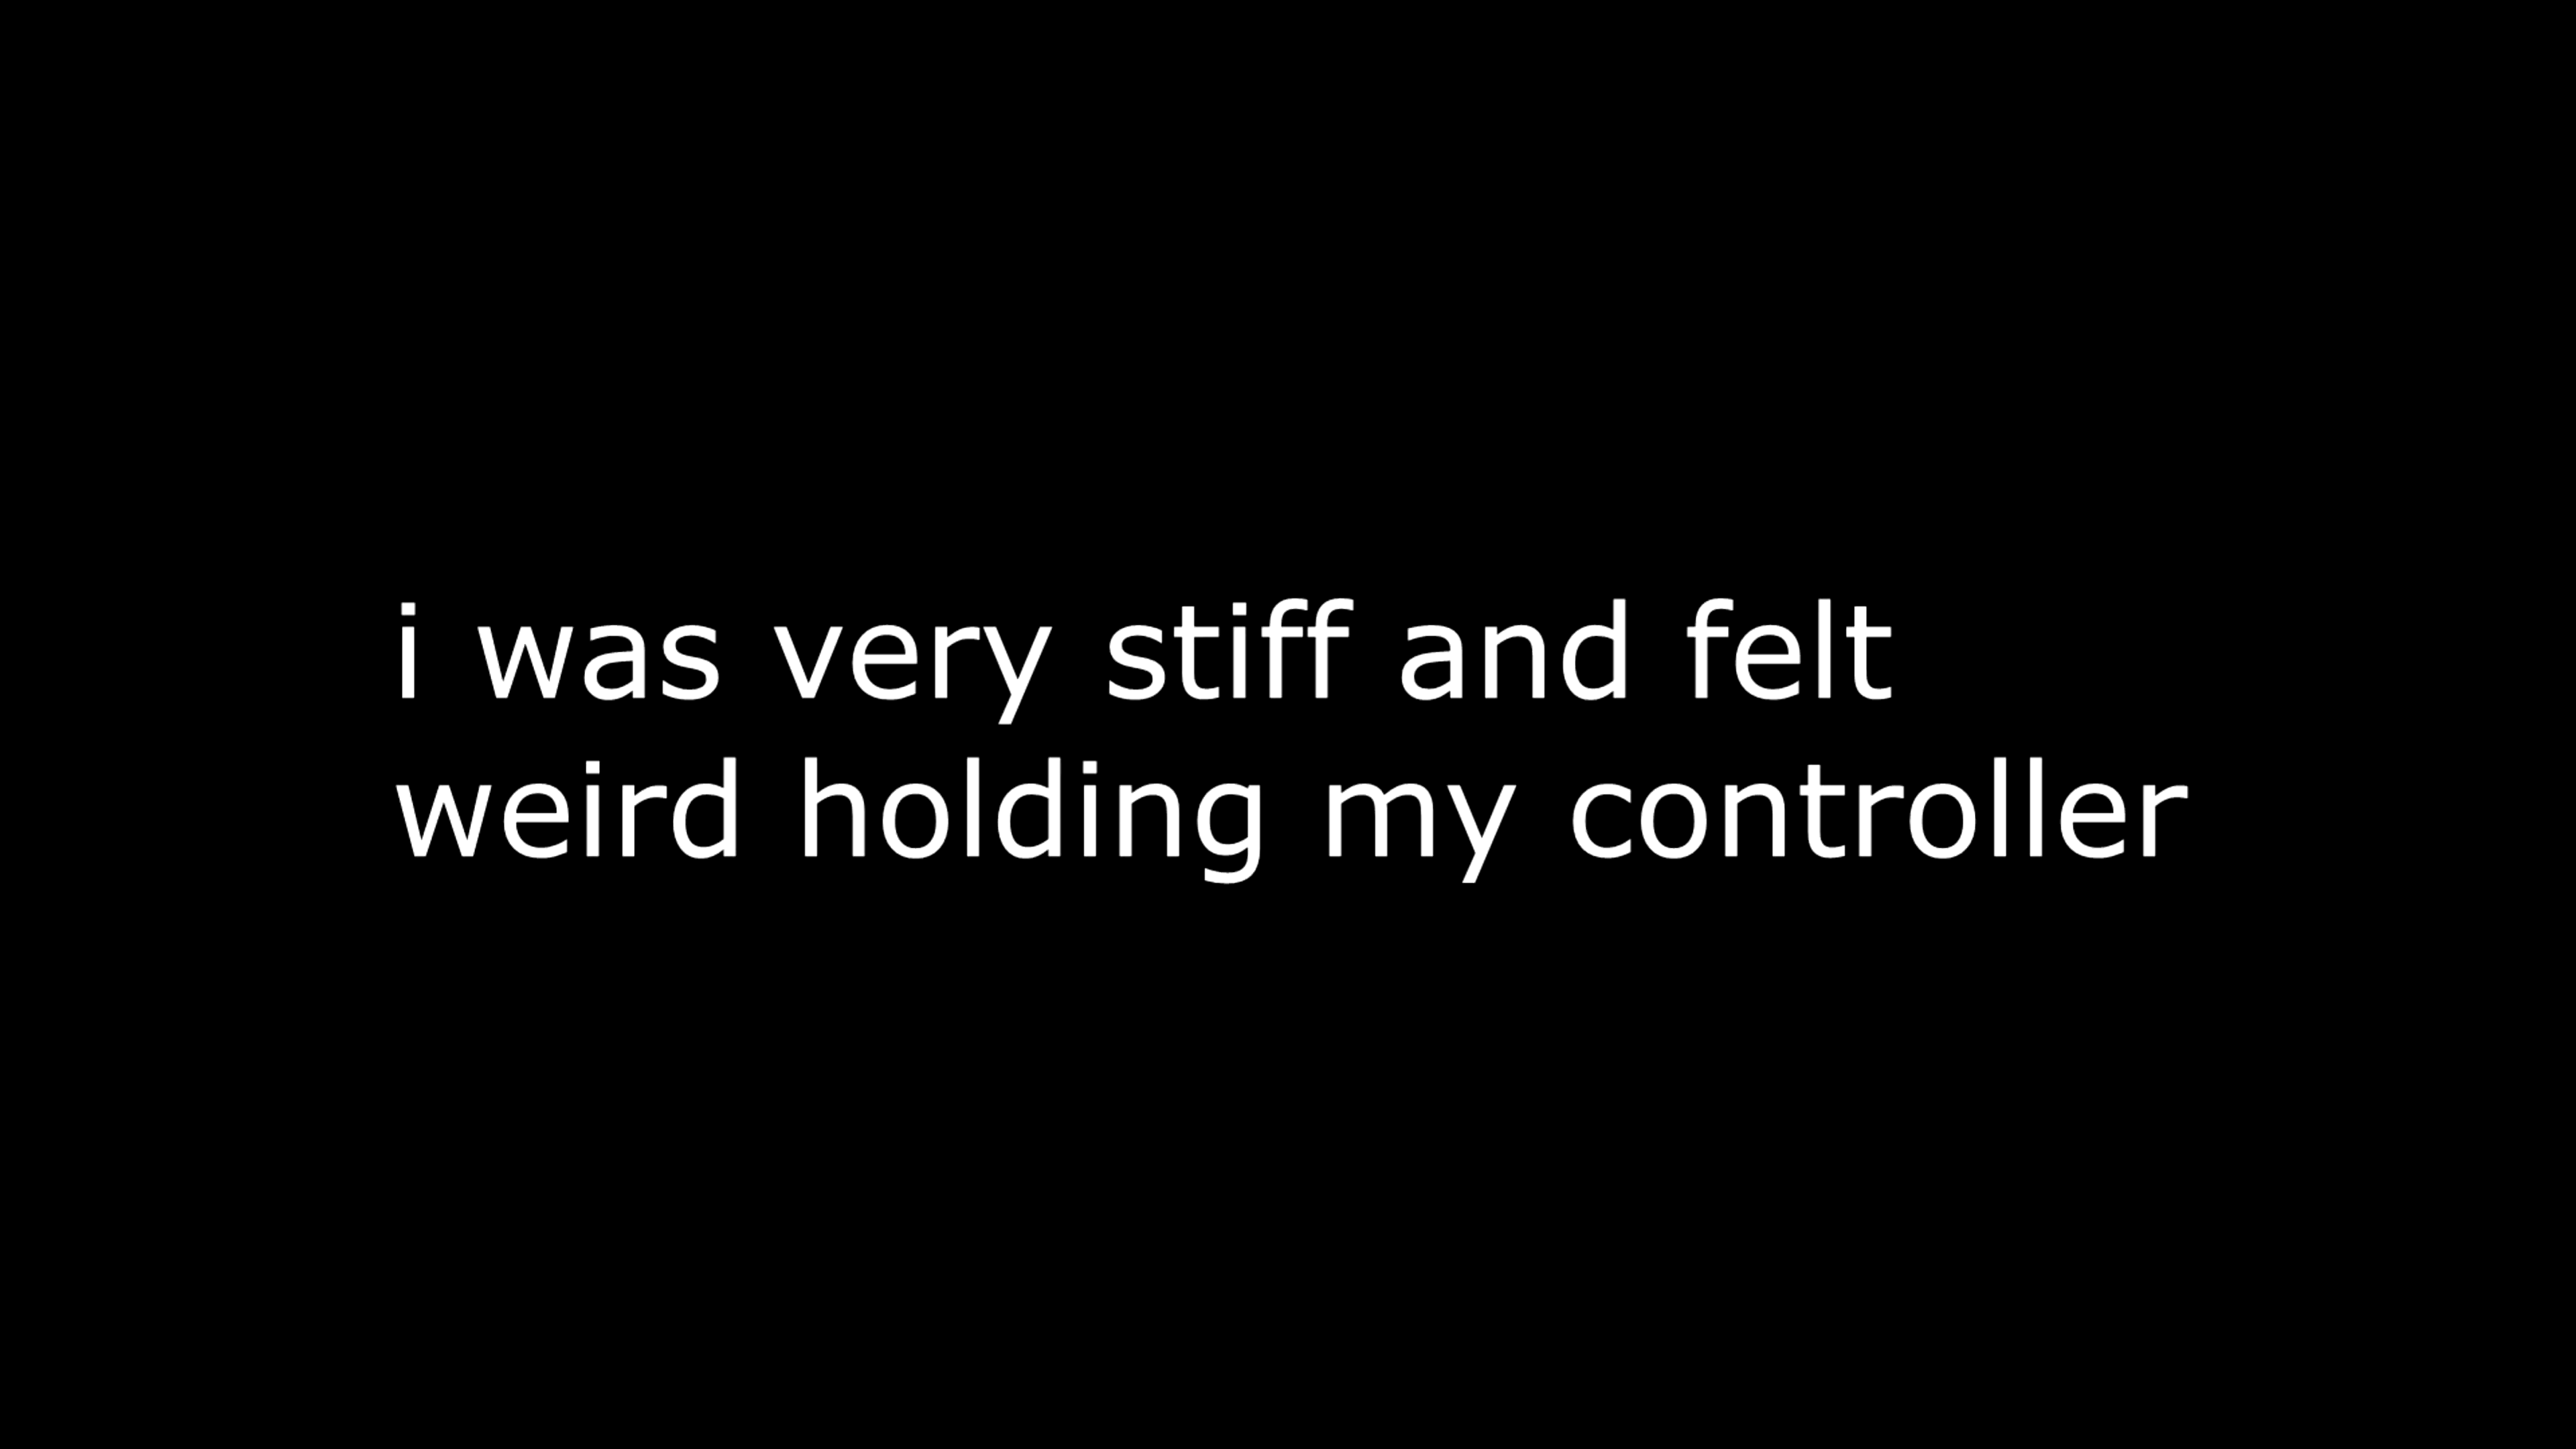 i was very stiff and felt
weird holding my controller